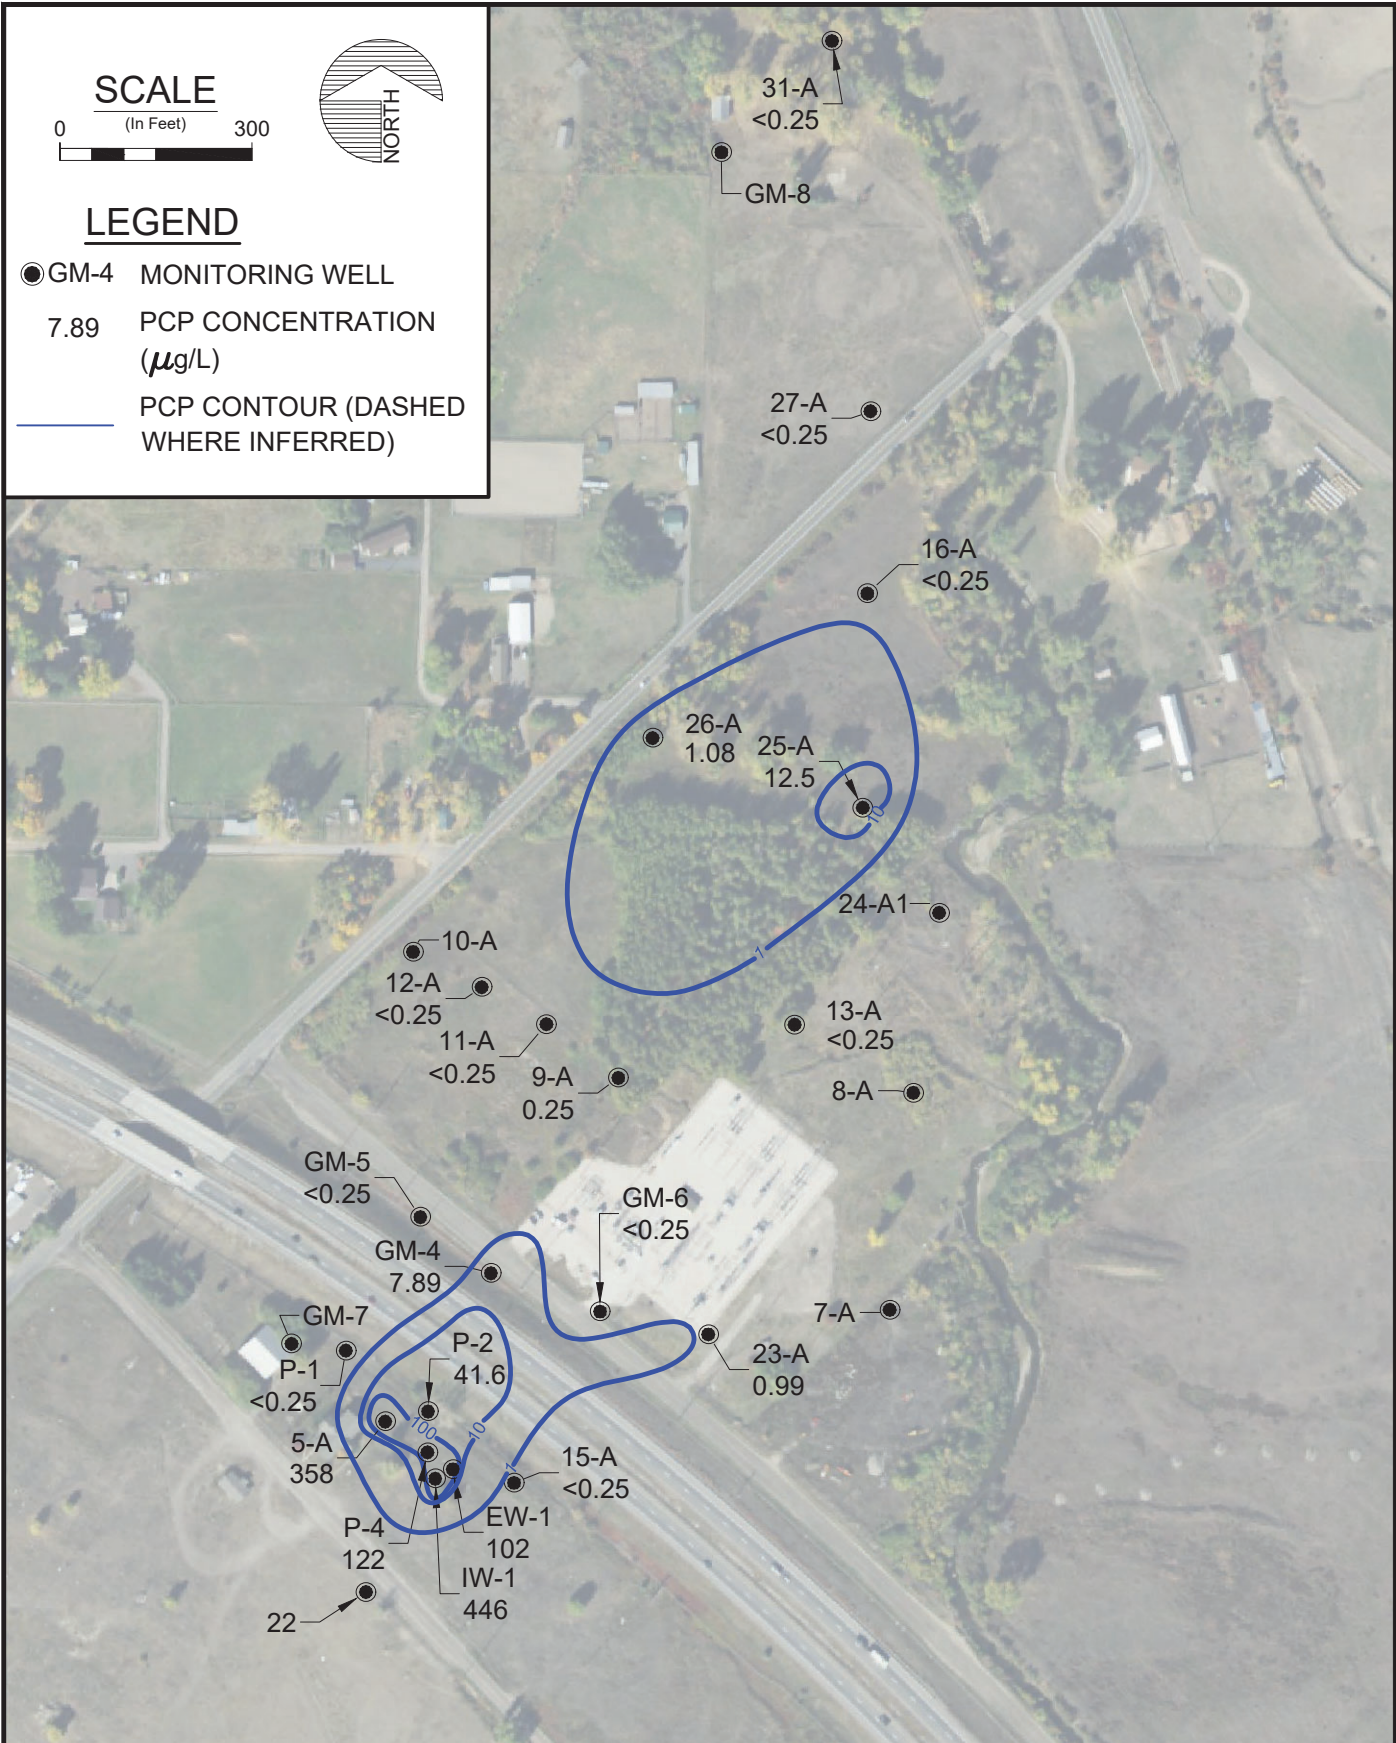 SCALE
(In Feet)
0 300
NORTH
LEGEND
GM-4 MONITORING WELL
7.89 PCP CONCENTRATION
(μg/L)
PCP CONTOUR (DASHED
WHERE INFERRED)
31-A
<0.25
GM-8
27-A
<0.25
16-A
<0.25
26-A
1.08
25-A
12.5
10
24-A1
1
10-A
12-A
<0.25
11-A
<0.25
13-A
<0.25
9-A
0.25
8-A
GM-5
<0.25
GM-6
<0.25
GM-4
7.89
7-A
GM-7
P-1
<0.25
P-2
41.6
23-A
0.99
100
10
5-A
358
1
15-A
<0.25
P-4
122
EW-1
102
IW-1
446
22